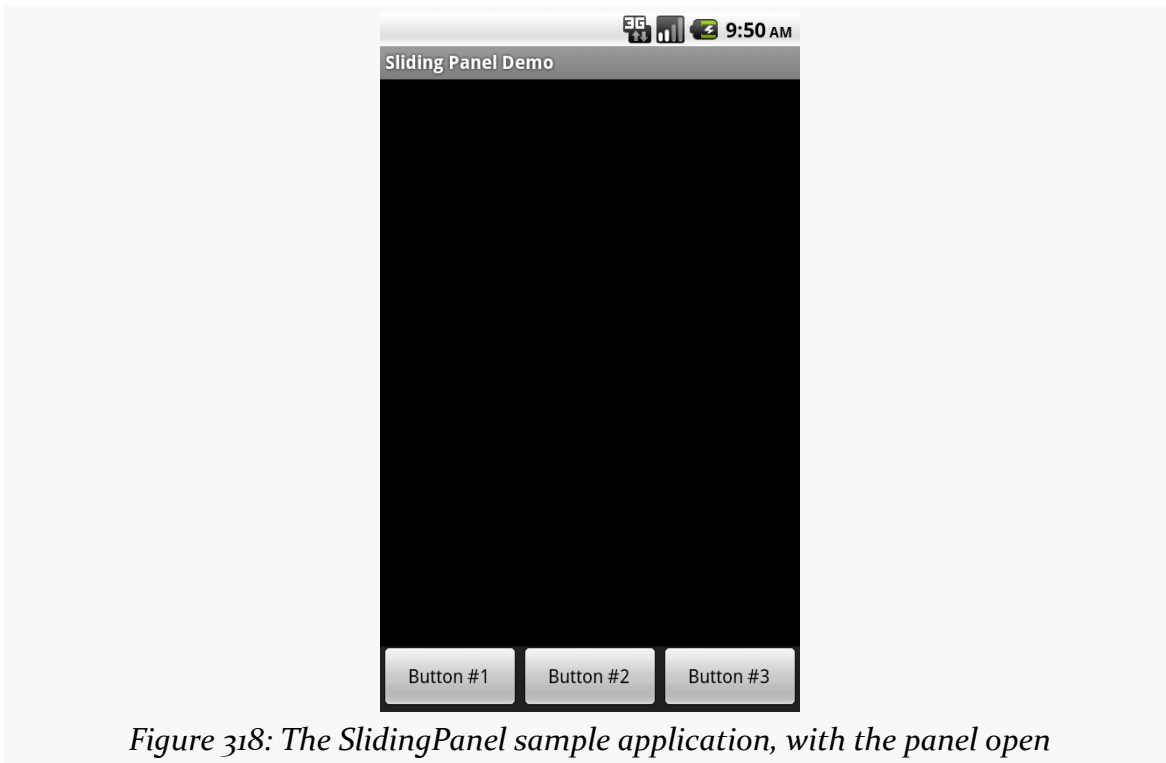 3G 9:50 AM
Sliding Panel Demo
Button #1 Button #2 Button #3
Figure 318: The SlidingPanel sample application, with the panel open